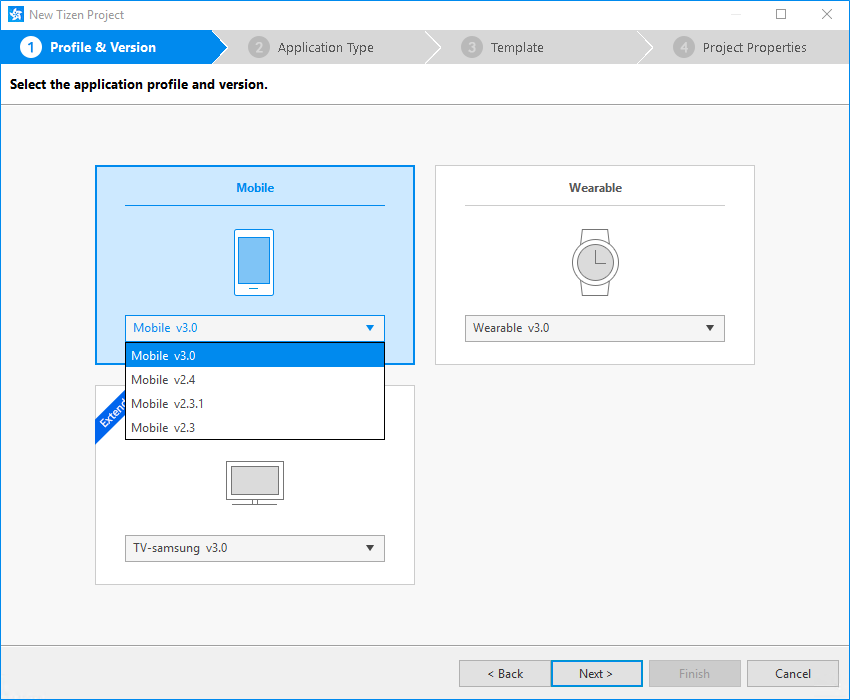 New Tizen Project
1 Profile & Version
2 Application Type
3 Template
4 Project Properties
Select the application profile and version.
Mobile
Mobile v3.0
Mobile v3.0
Mobile v2.4
Mobile v2.3.1
Mobile v2.3
Wearable
Wearable v3.0
TV-samsung v3.0
< Back
Next >
Finish
Cancel